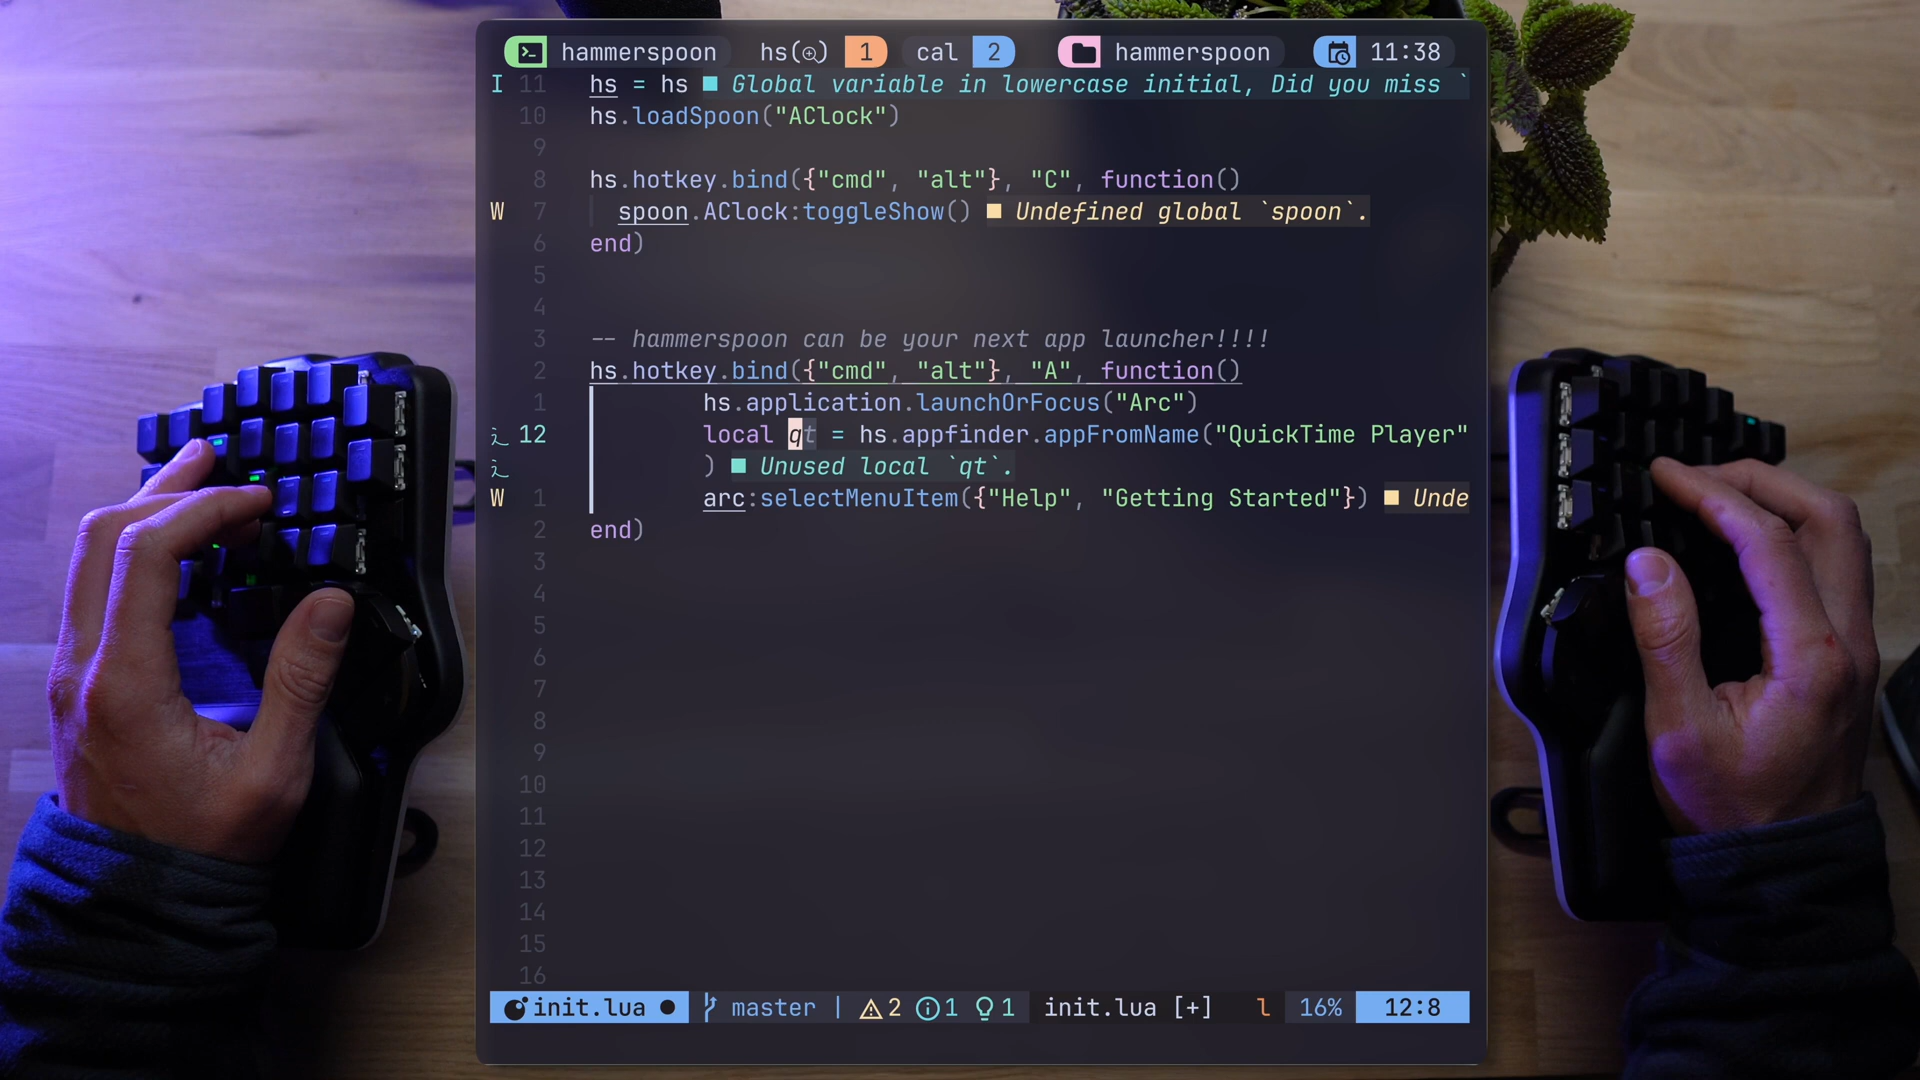 hammerspoon hs 1 cal 2 hammerspoon 11:38
I 11 hs = hs ■ Global variable in lowercase initial, Did you miss `
10 hs.loadSpoon("AClock")
9
8 hs.hotkey.bind({"cmd", "alt"}, "C", function()
W 7 spoon.AClock:toggleShow() ■ Undefined global `spoon`.
6 end)
5
4
3 -- hammerspoon can be your next app launcher!!!!
2 hs.hotkey.bind({"cmd", "alt"}, "A", function()
1 hs.application.launchOrFocus("Arc")
12 local qt = hs.appfinder.appFromName("QuickTime Player"
) ■ Unused local `qt`.
W 1 arc:selectMenuItem({"Help", "Getting Started"}) ■ Unde
2 end)
3
4
5
6
7
8
9
10
11
12
13
14
15
16
init.lua ● master | 2 1 1 init.lua [+] l 16% 12:8